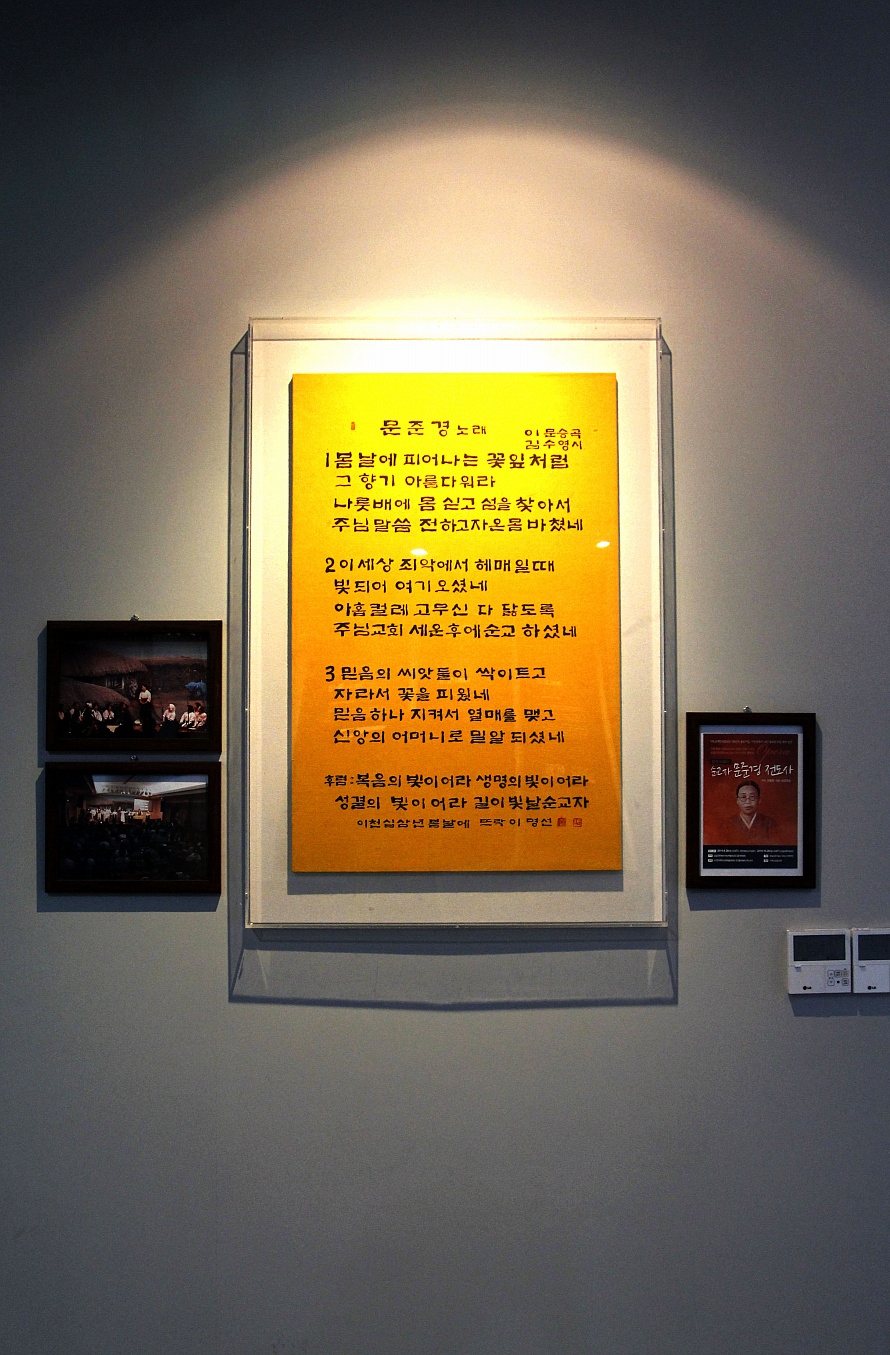 문준경 노래
이문승곡
김수영시
1 봄날에 피어나는 꽃잎처럼
그 향기 아름다워라
나룻배에 몸 싣고 섬을 찾아서
주님말씀 전하고자온몸바쳤네
2 이세상 죄악에서 헤매일때
빛되어 여기오셨네
아홉켤레 고무신 다 닳도록
주님교회 세운후에순교 하셨네
3 믿음의 씨앗들이 싹이트고
자라서 꽃을 피웠네
믿음하나 지켜서 열매를 맺고
신앙의 어머니로 밀알 되셨네
후렴:복음의빛이어라 생명의빛이어라
성결의 빛이어라 길이빛날순교자
이천십삼년봄날에 뜨락 이명선
순교자 문준경 전도사
LG